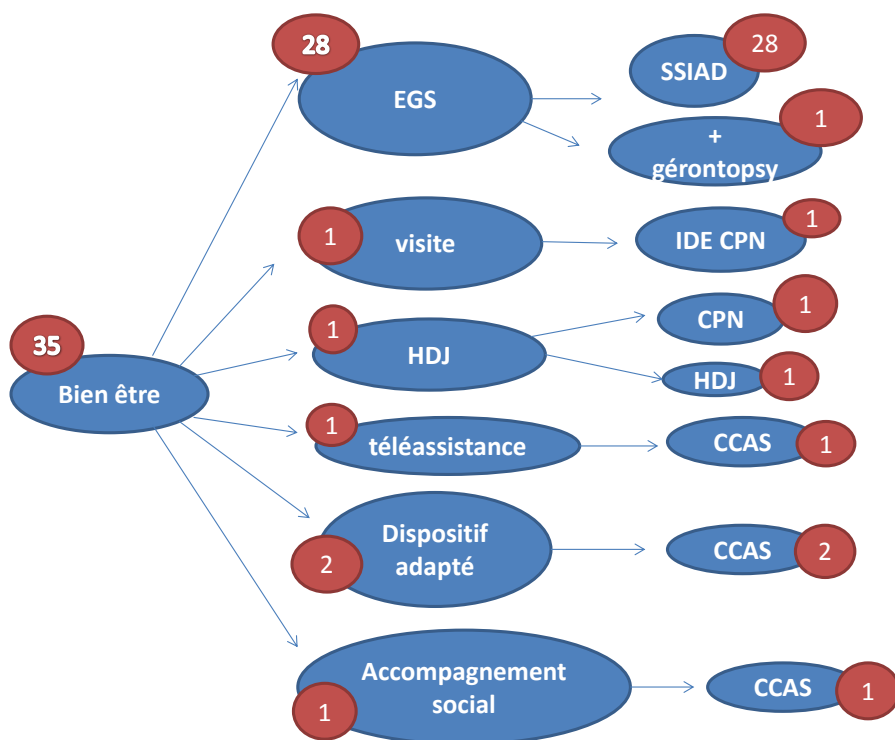 28
EGS
28
SSIAD
1
+
gérontopsy
1
visite
1
IDE CPN
1
HDJ
1
CPN
1
HDJ
35
Bien être
1
téléassistance
1
CCAS
2
Dispositif
adapté
2
CCAS
1
Accompagnement
social
1
CCAS